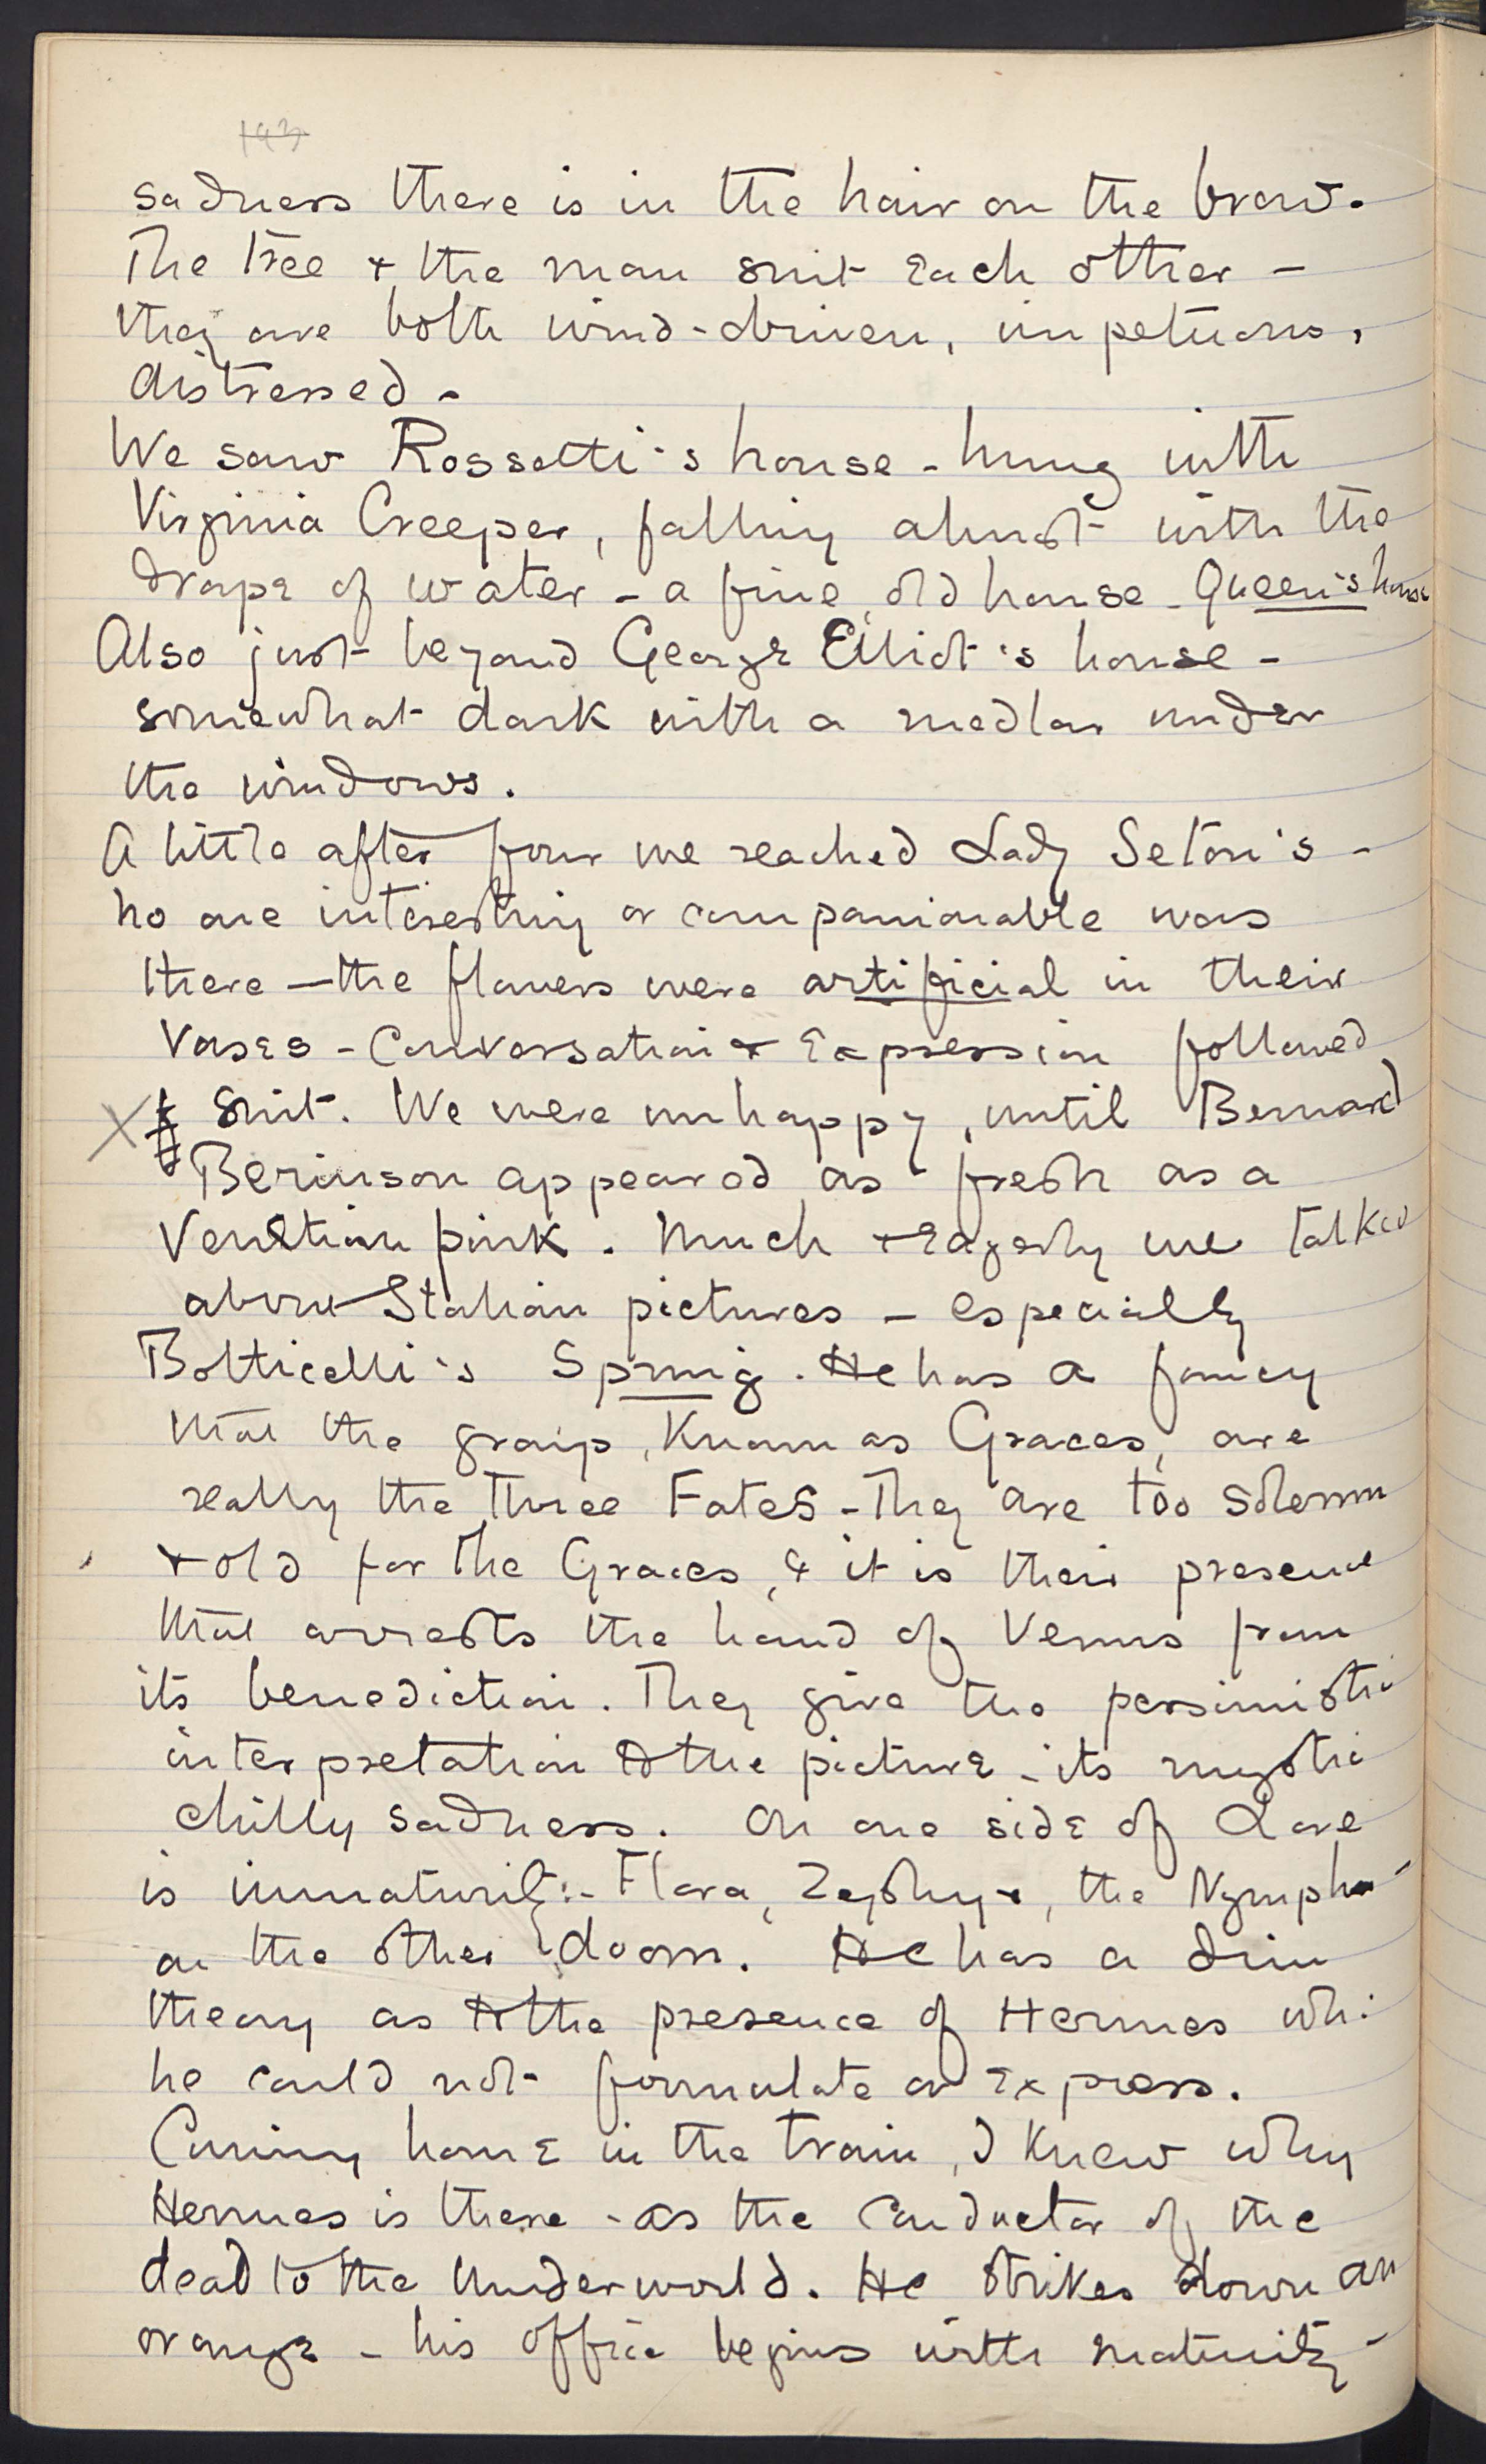 193
sadness there is in the hair on the brow.
The tree & the man suit each other -
they are both wind-driven, impetuous,
distressed -
We saw Rossetti's house - hung with
Virginia Creeper, falling almost with the
drape of water - a fine old house - Queen's house
Also just beyond George Elliot's house -
somewhat dark with a medlar under
the windows.
A little after four we reached Lady Seton's -
no one interesting or companionable was
there — the flowers were artificial in their
vases - Conversation & Expression followed
suit. We were unhappy, until Bernard
Berinson appeared as fresh as a
Venetian pink. Much & eagerly we talked
about Italian pictures - especially
Botticelli's Spring. He has a fancy
that the group, known as Graces, are
really the Three Fates - They are too solemn
& old for the Graces, & it is their presence
that arrests the hand of Venus from
its benediction. They give the pessimistic
interpretation to the picture - its mystic
chilly sadness. On one side of Love
is immaturity:- Flora, Zephyr, the Nymph -
on the other doom. He has a dim
theory as to the presence of Hermes wh:
he could not formulate or express.
Coming home in the train, I knew why
Hermes is there - as the Conductor of the
dead to the Underworld. He strikes down an
orange - his office begins with maturity -